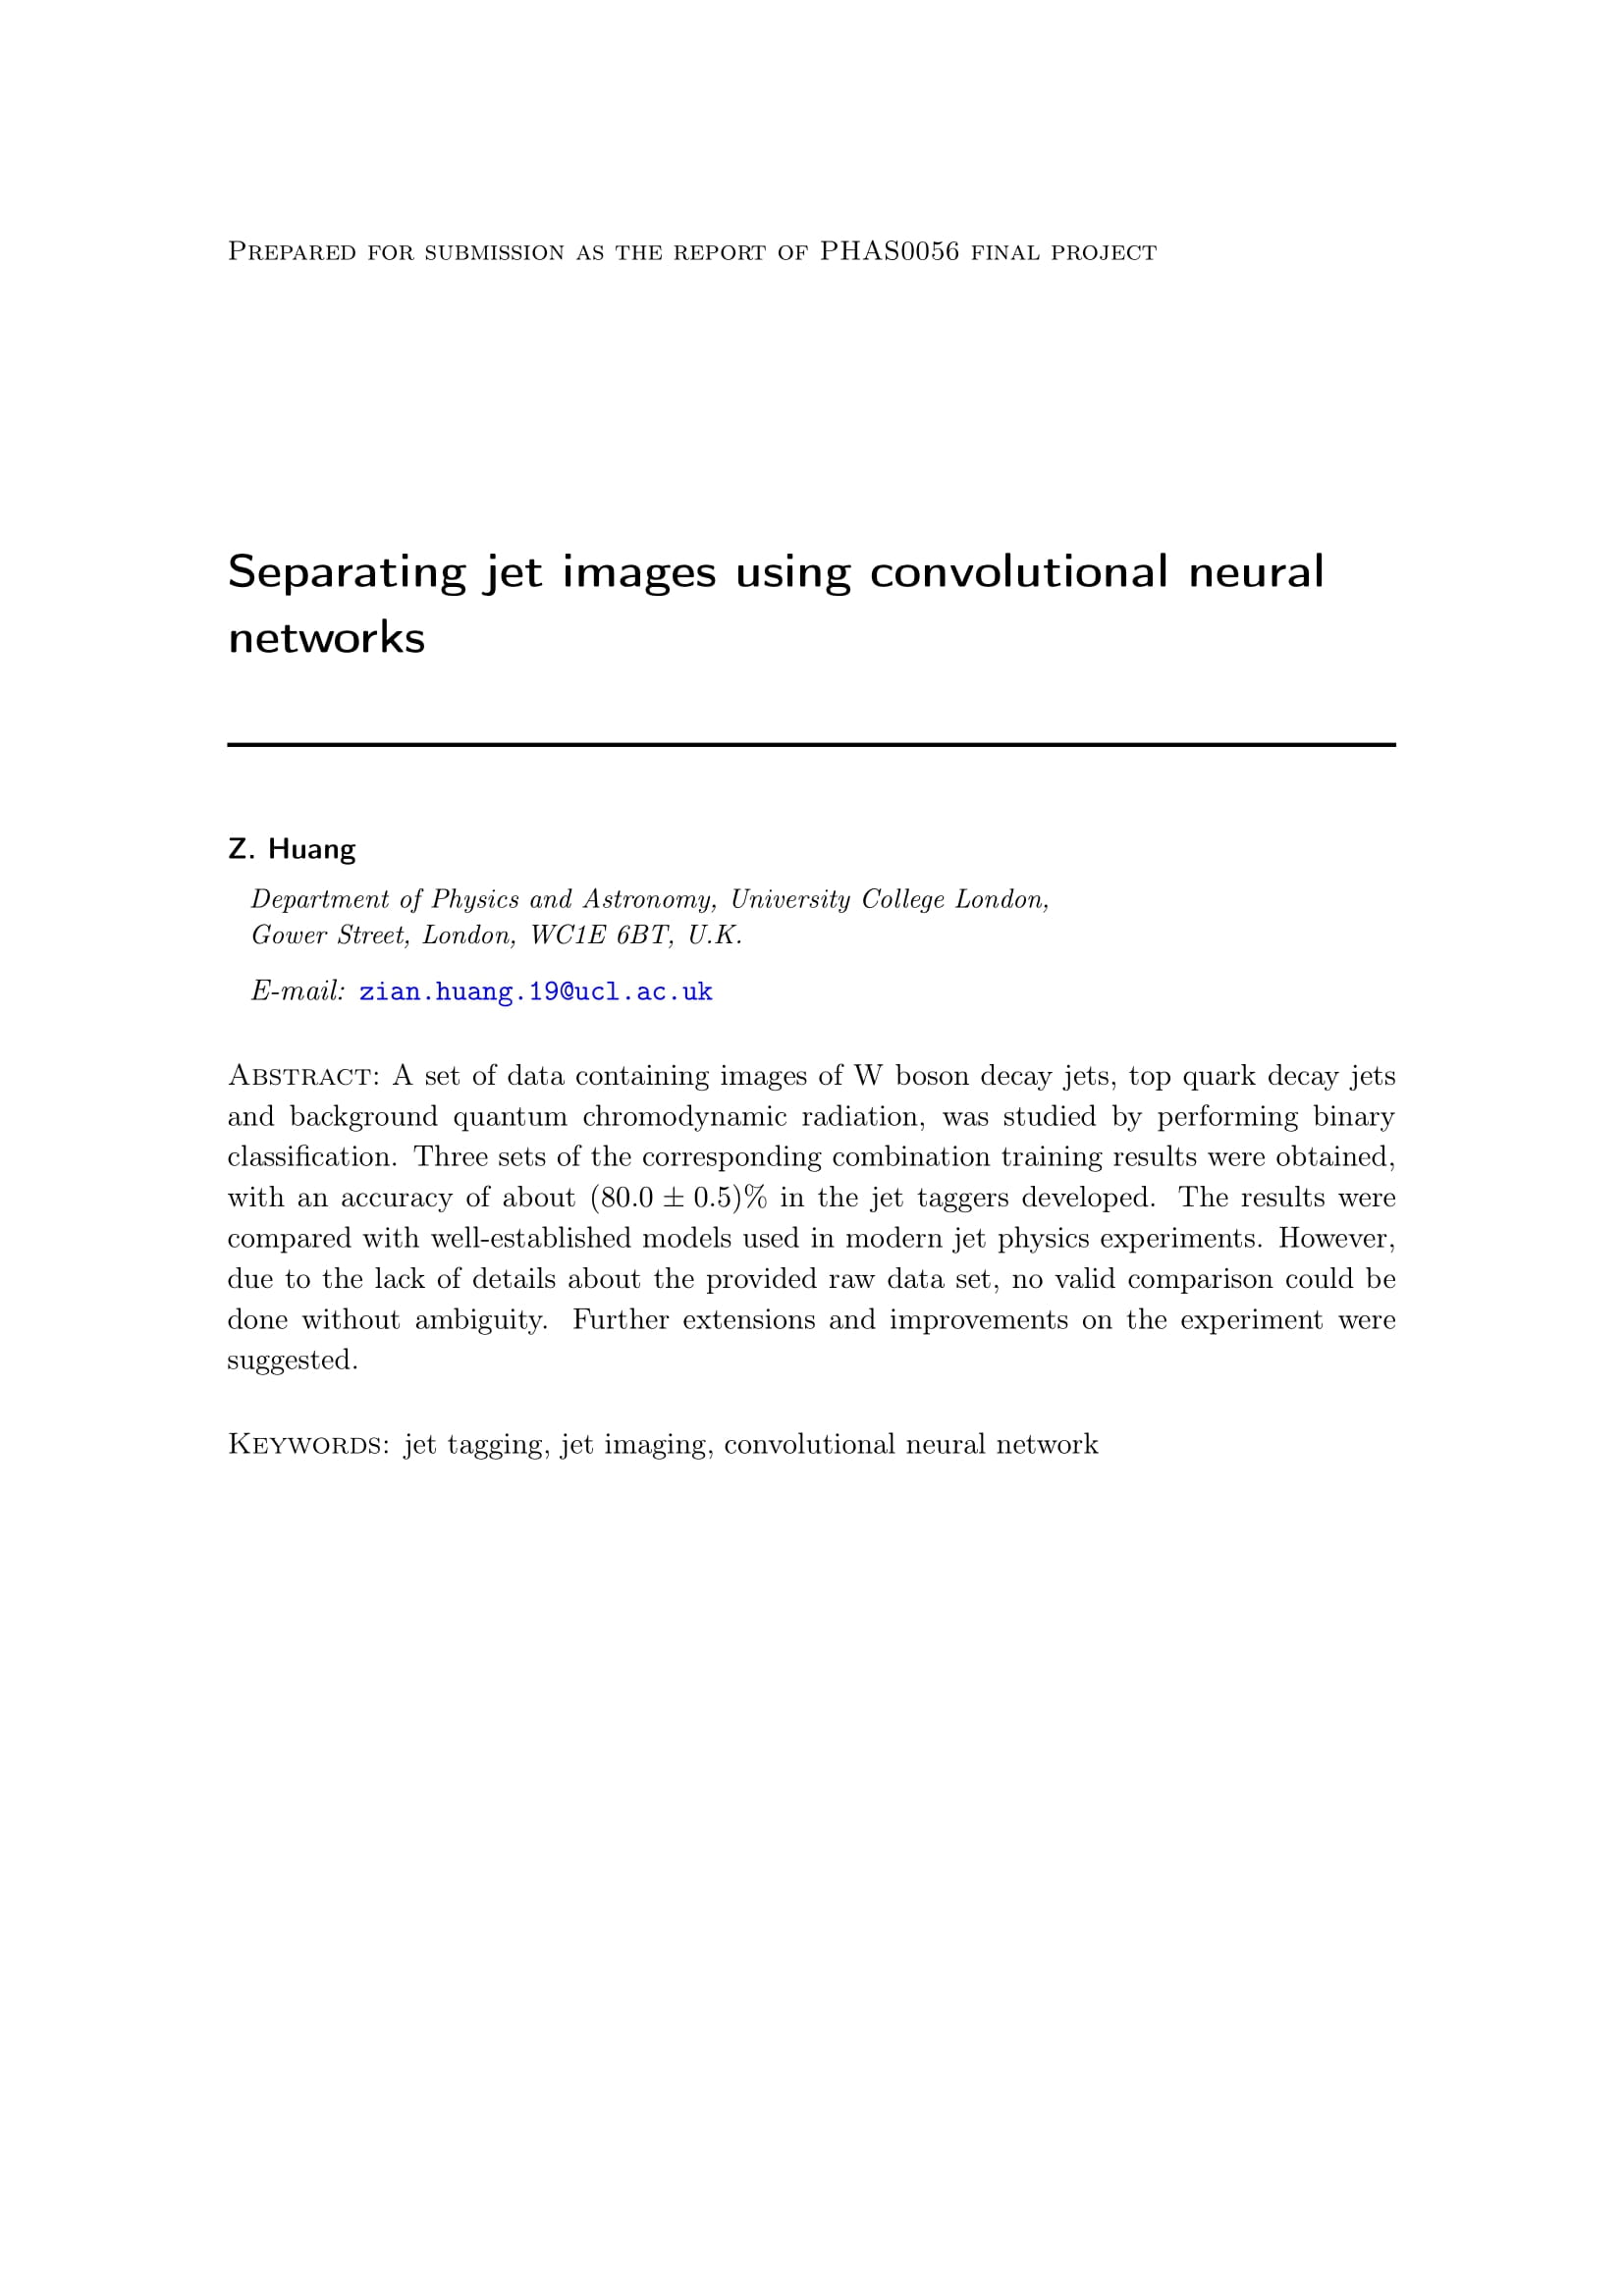 Prepared for submission as the report of PHAS0056 final project
Separating jet images using convolutional neural
networks
Z. Huang
Department of Physics and Astronomy, University College London,
Gower Street, London, WC1E 6BT, U.K.
E-mail: zian.huang.19@ucl.ac.uk
Abstract: A set of data containing images of W boson decay jets, top quark decay jets
and background quantum chromodynamic radiation, was studied by performing binary
classification. Three sets of the corresponding combination training results were obtained,
with an accuracy of about (80.0 ± 0.5)% in the jet taggers developed. The results were
compared with well-established models used in modern jet physics experiments. However,
due to the lack of details about the provided raw data set, no valid comparison could be
done without ambiguity. Further extensions and improvements on the experiment were
suggested.
Keywords: jet tagging, jet imaging, convolutional neural network